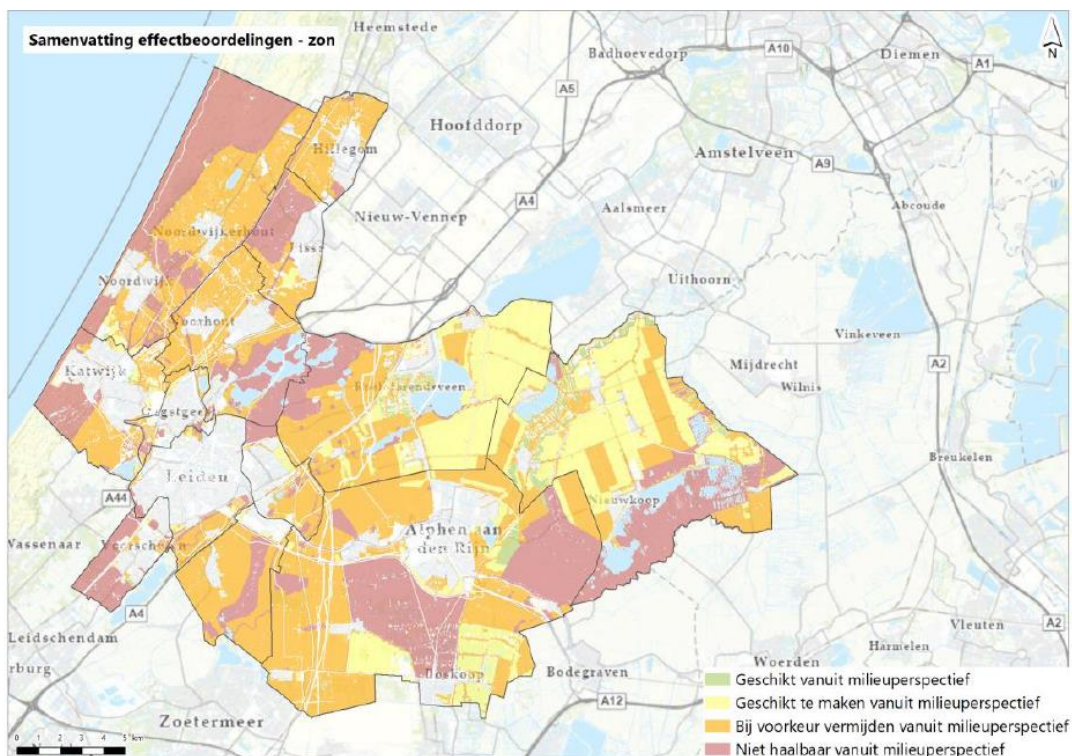 Samenvatting effectbeoordelingen - zon
Heemstede
Badhoevedorp
A10
Diemen
A1
N
A5
Hoofddorp
Hillegom
Amstelveen
A9
A4
Abcoude
Nieuw-Vennep
Aalsmeer
Noordwijkerhout
Lisse
Uithoorn
Noordwijk
Voorhout
Vinkeveen
Katwijk
Mijdrecht
Wilnis
A2
Oegstgeest
Leiden
Breukelen
A44
Nieuwkoop
Wassenaar
Voorschoten
Alphen aan
den Rijn
A4
Leidschendam
Vleuten
A2
Harmelen
Boskoop
Bodegraven
Woerden
A12
Zoetermeer
Geschikt vanuit milieuperspectief
Geschikt te maken vanuit milieuperspectief
Bij voorkeur vermijden vanuit milieuperspectief
Niet haalbaar vanuit milieuperspectief
0 1 2 3 4 5 km